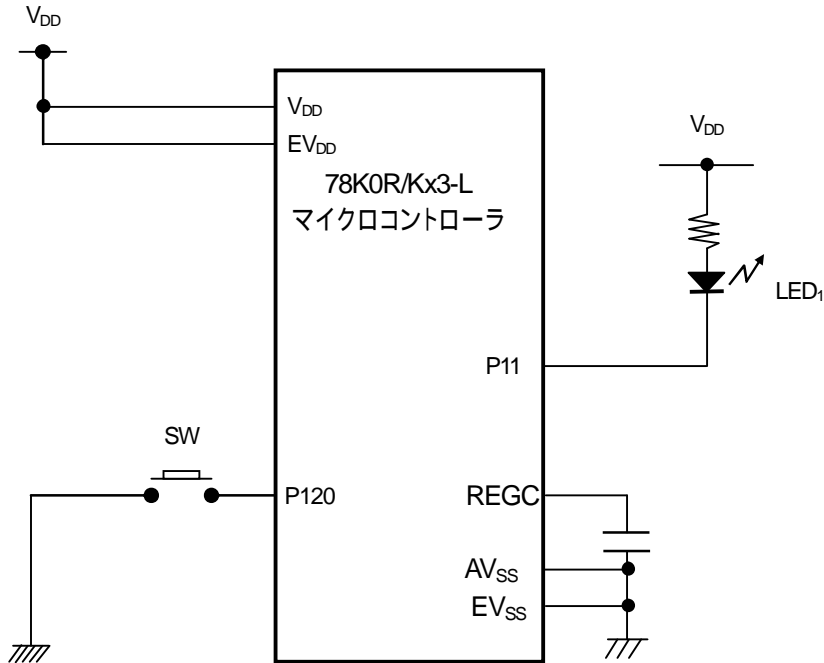 VDD
VDD
EVDD
78K0R/Kx3-L
マイクロコントローラ
VDD
LED1
P11
SW
P120
REGC
AVSS
EVSS